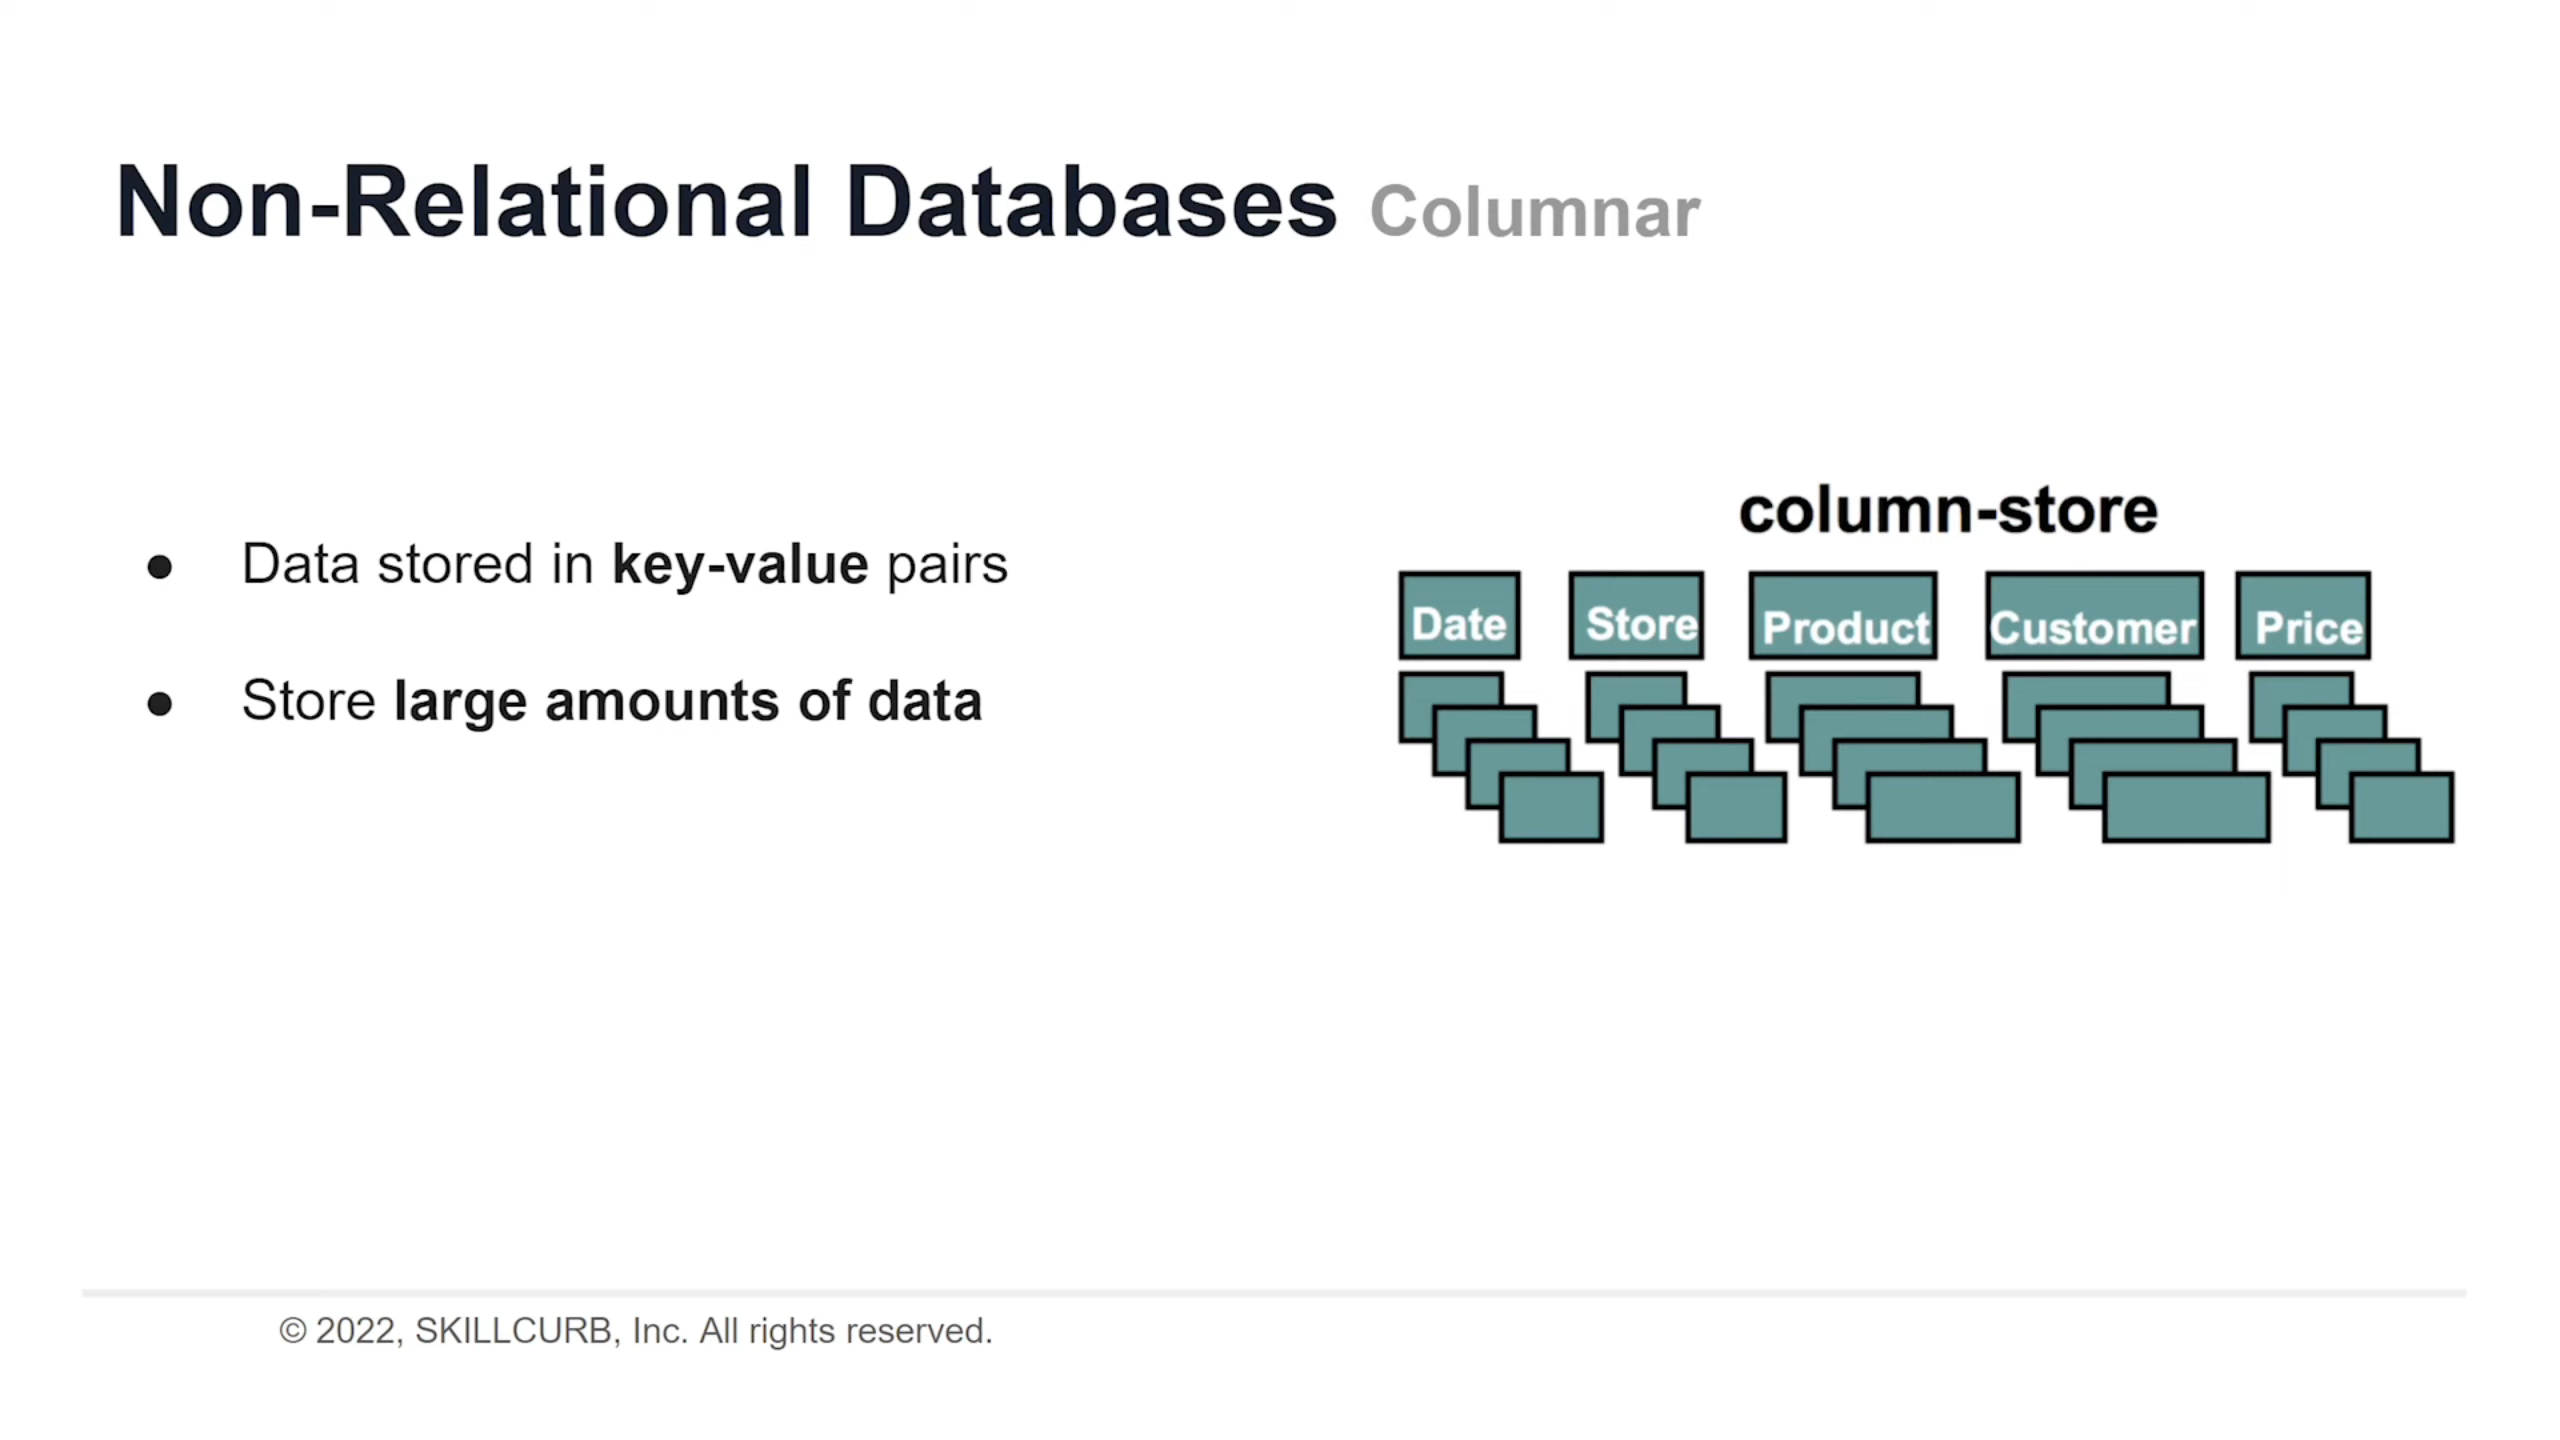 Non-Relational Databases Columnar
● Data stored in key-value pairs
● Store large amounts of data
column-store
Date Store Product Customer Price
© 2022, SKILLCURB, Inc. All rights reserved.